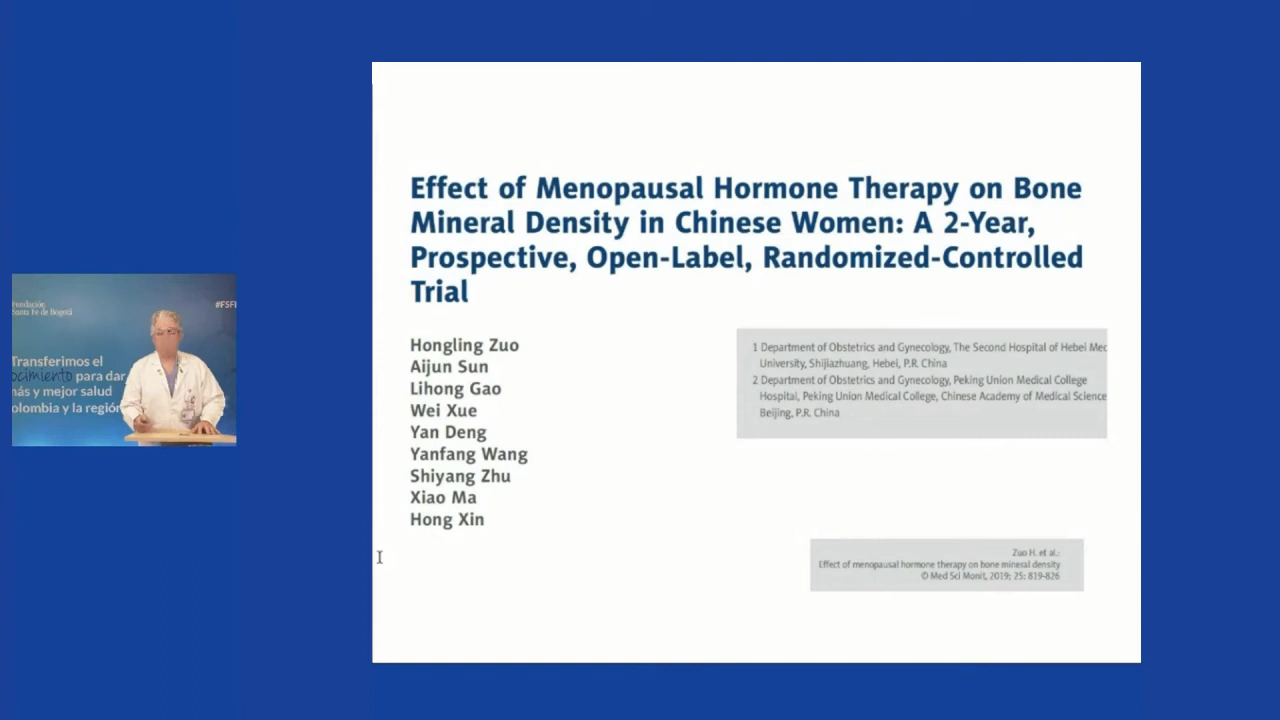 Fundación
Santa Fe de Bogotá
#FSFB
Transferimos el
ocimiento para dar
más y mejor salud
olombia y la región
Effect of Menopausal Hormone Therapy on Bone
Mineral Density in Chinese Women: A 2-Year,
Prospective, Open-Label, Randomized-Controlled
Trial
Hongling Zuo
Aijun Sun
Lihong Gao
Wei Xue
Yan Deng
Yanfang Wang
Shiyang Zhu
Xiao Ma
Hong Xin
1 Department of Obstetrics and Gynecology, The Second Hospital of Hebei Med
University, Shijiazhuang, Hebei, P.R. China
2 Department of Obstetrics and Gynecology, Peking Union Medical College
Hospital, Peking Union Medical College, Chinese Academy of Medical Science
Beijing, P.R. China
Zuo H. et al.:
Effect of menopausal hormone therapy on bone mineral density
© Med Sci Monit, 2019; 25: 819-826